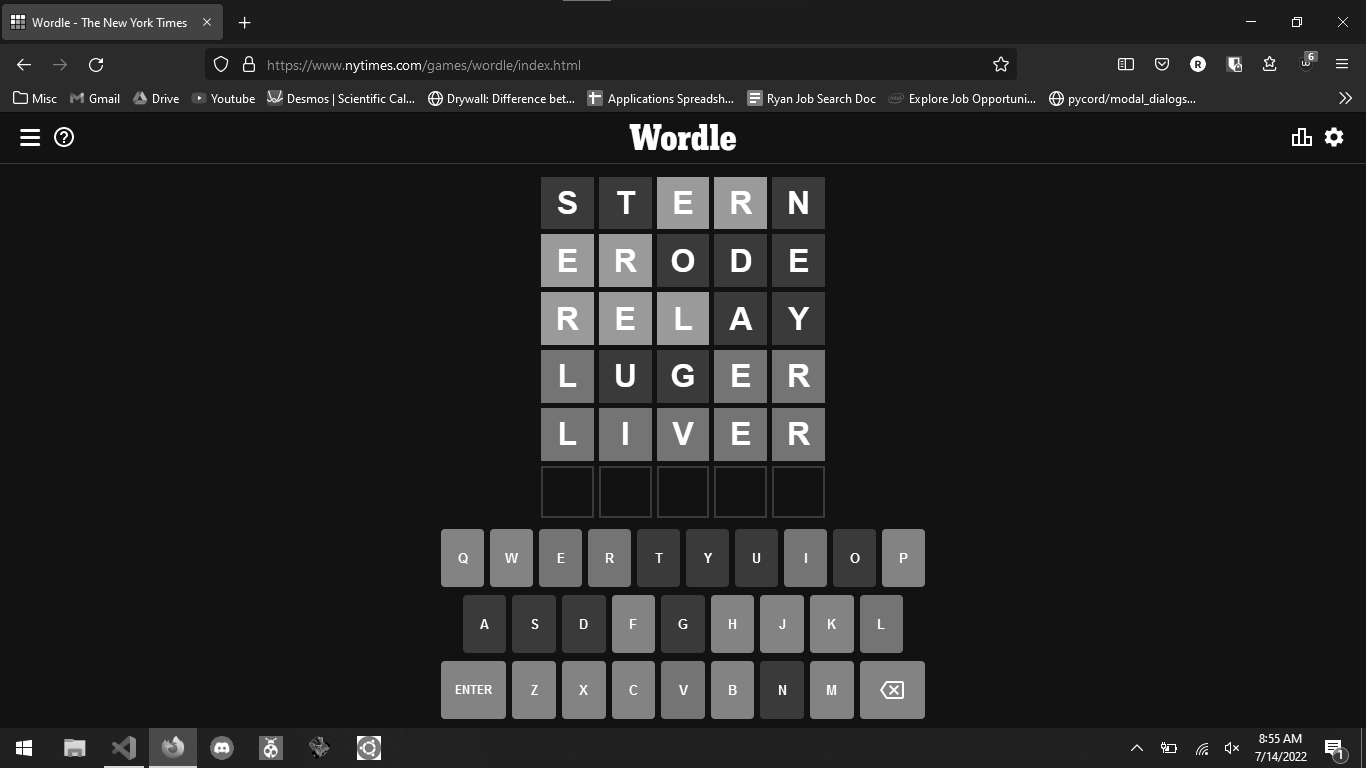 Wordle - The New York Times
https://www.nytimes.com/games/wordle/index.html
R
6
Misc Gmail Drive Youtube Desmos | Scientific Cal... Drywall: Difference bet... Applications Spreadsh... Ryan Job Search Doc Explore Job Opportuni... pycord/modal_dialogs...
Wordle
S T E R N
E R O D E
R E L A Y
L U G E R
L I V E R
Q W E R T Y U I O P
A S D F G H J K L
ENTER Z X C V B N M
8:55 AM
7/14/2022
1